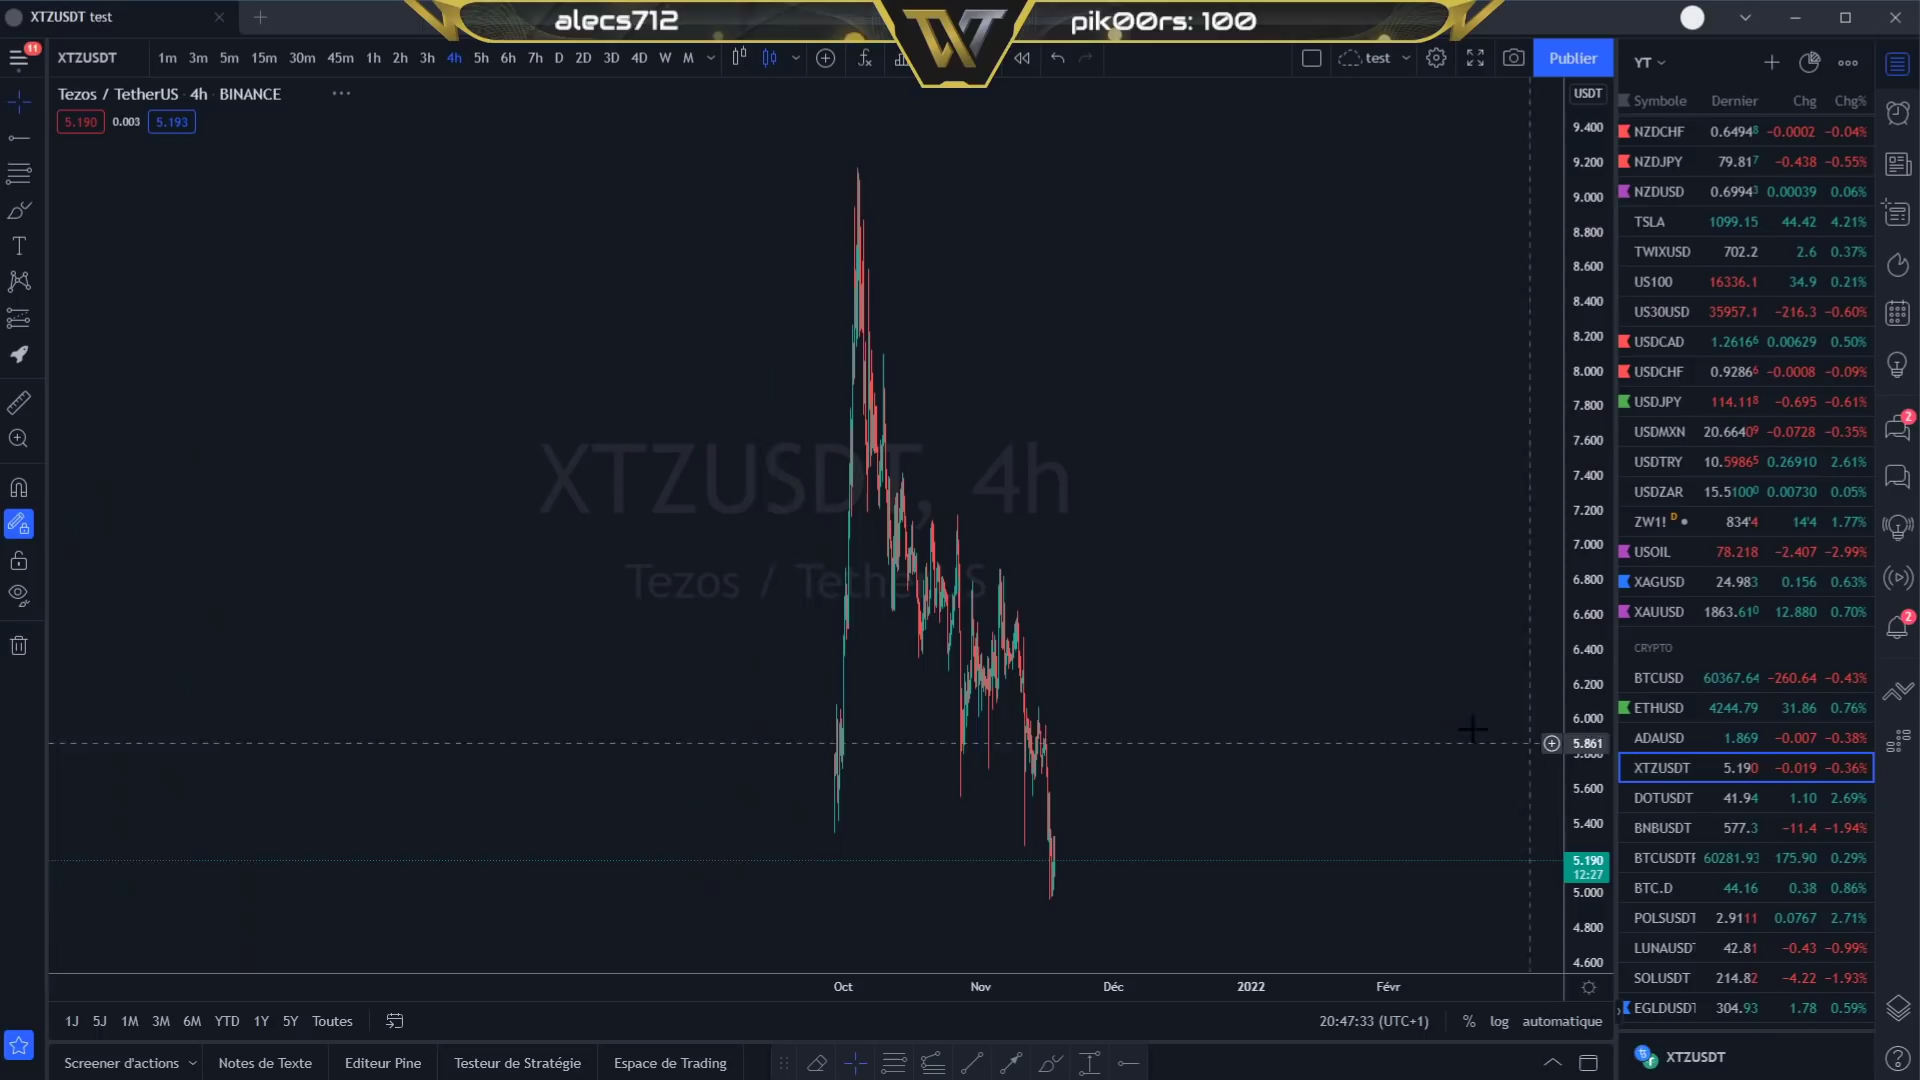 XTZUSDT test
alecs712
pik00rs: 100
11
XTZUSDT 1m 3m 5m 15m 30m 45m 1h 2h 3h 4h 5h 6h 7h D 2D 3D 4D W M
test
Publier
YT
Tezos / TetherUS · 4h · BINANCE
5.190 0.003 5.193
XTZUSDT, 4h
Tezos / TetherUS
USDT
9.400
9.200
9.000
8.800
8.600
8.400
8.200
8.000
7.800
7.600
7.400
7.200
7.000
6.800
6.600
6.400
6.200
6.000
5.861
5.600
5.400
5.190
12:27
5.000
4.800
4.600
Oct Nov Déc 2022 Févr
1J 5J 1M 3M 6M YTD 1Y 5Y Toutes
20:47:33 (UTC+1) % log automatique
Screener d'actions Notes de Texte Editeur Pine Testeur de Stratégie Espace de Trading
Symbole Dernier Chg Chg%
NZDCHF 0.64948 −0.0002 −0.04%
NZDJPY 79.817 −0.438 −0.55%
NZDUSD 0.69943 0.00039 0.06%
TSLA 1099.15 44.42 4.21%
TWIXUSD 702.2 2.6 0.37%
US100 16336.1 34.9 0.21%
US30USD 35957.1 −216.3 −0.60%
USDCAD 1.26166 0.00629 0.50%
USDCHF 0.92866 −0.0008 −0.09%
USDJPY 114.118 −0.695 −0.61%
USDMXN 20.66409 −0.0728 −0.35%
USDTRY 10.59865 0.26910 2.61%
USDZAR 15.51000 0.00730 0.05%
ZW1! D 834'4 14'4 1.77%
USOIL 78.218 −2.407 −2.99%
XAGUSD 24.983 0.156 0.63%
XAUUSD 1863.610 12.880 0.70%
CRYPTO
BTCUSD 60367.64 −260.64 −0.43%
ETHUSD 4244.79 31.86 0.76%
ADAUSD 1.869 −0.007 −0.38%
XTZUSDT 5.190 −0.019 −0.36%
DOTUSDT 41.94 1.10 2.69%
BNBUSDT 577.3 −11.4 −1.94%
BTCUSDTF 60281.93 175.90 0.29%
BTC.D 44.16 0.38 0.86%
POLSUSDT 2.9111 0.0767 2.71%
LUNAUSDT 42.81 −0.43 −0.99%
SOLUSDT 214.82 −4.22 −1.93%
EGLDUSDT 304.93 1.78 0.59%
XTZUSDT
2
2